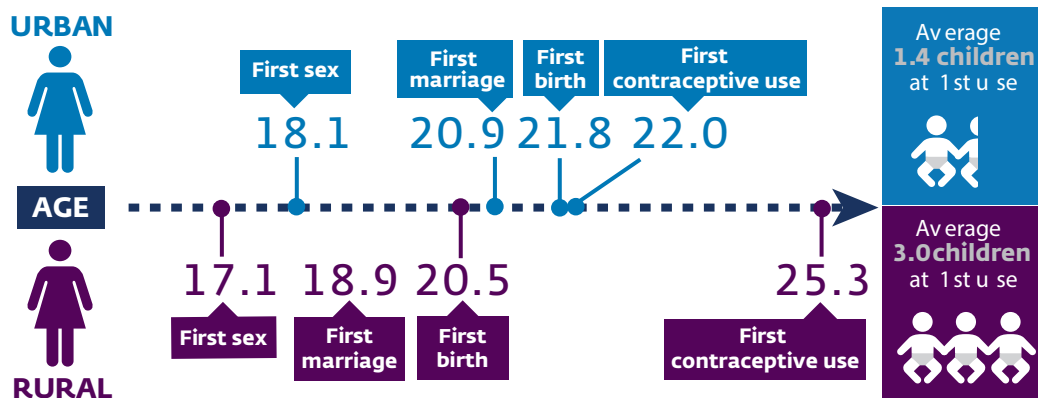 URBAN
First sex
First
marriage
First
birth
First
contraceptive use
18.1
20.9
21.8
22.0
Av erage
1.4 children
at 1st u se
AGE
17.1
18.9
20.5
25.3
First sex
First
marriage
First
birth
First
contraceptive use
Av erage
3.0 children
at 1st u se
RURAL